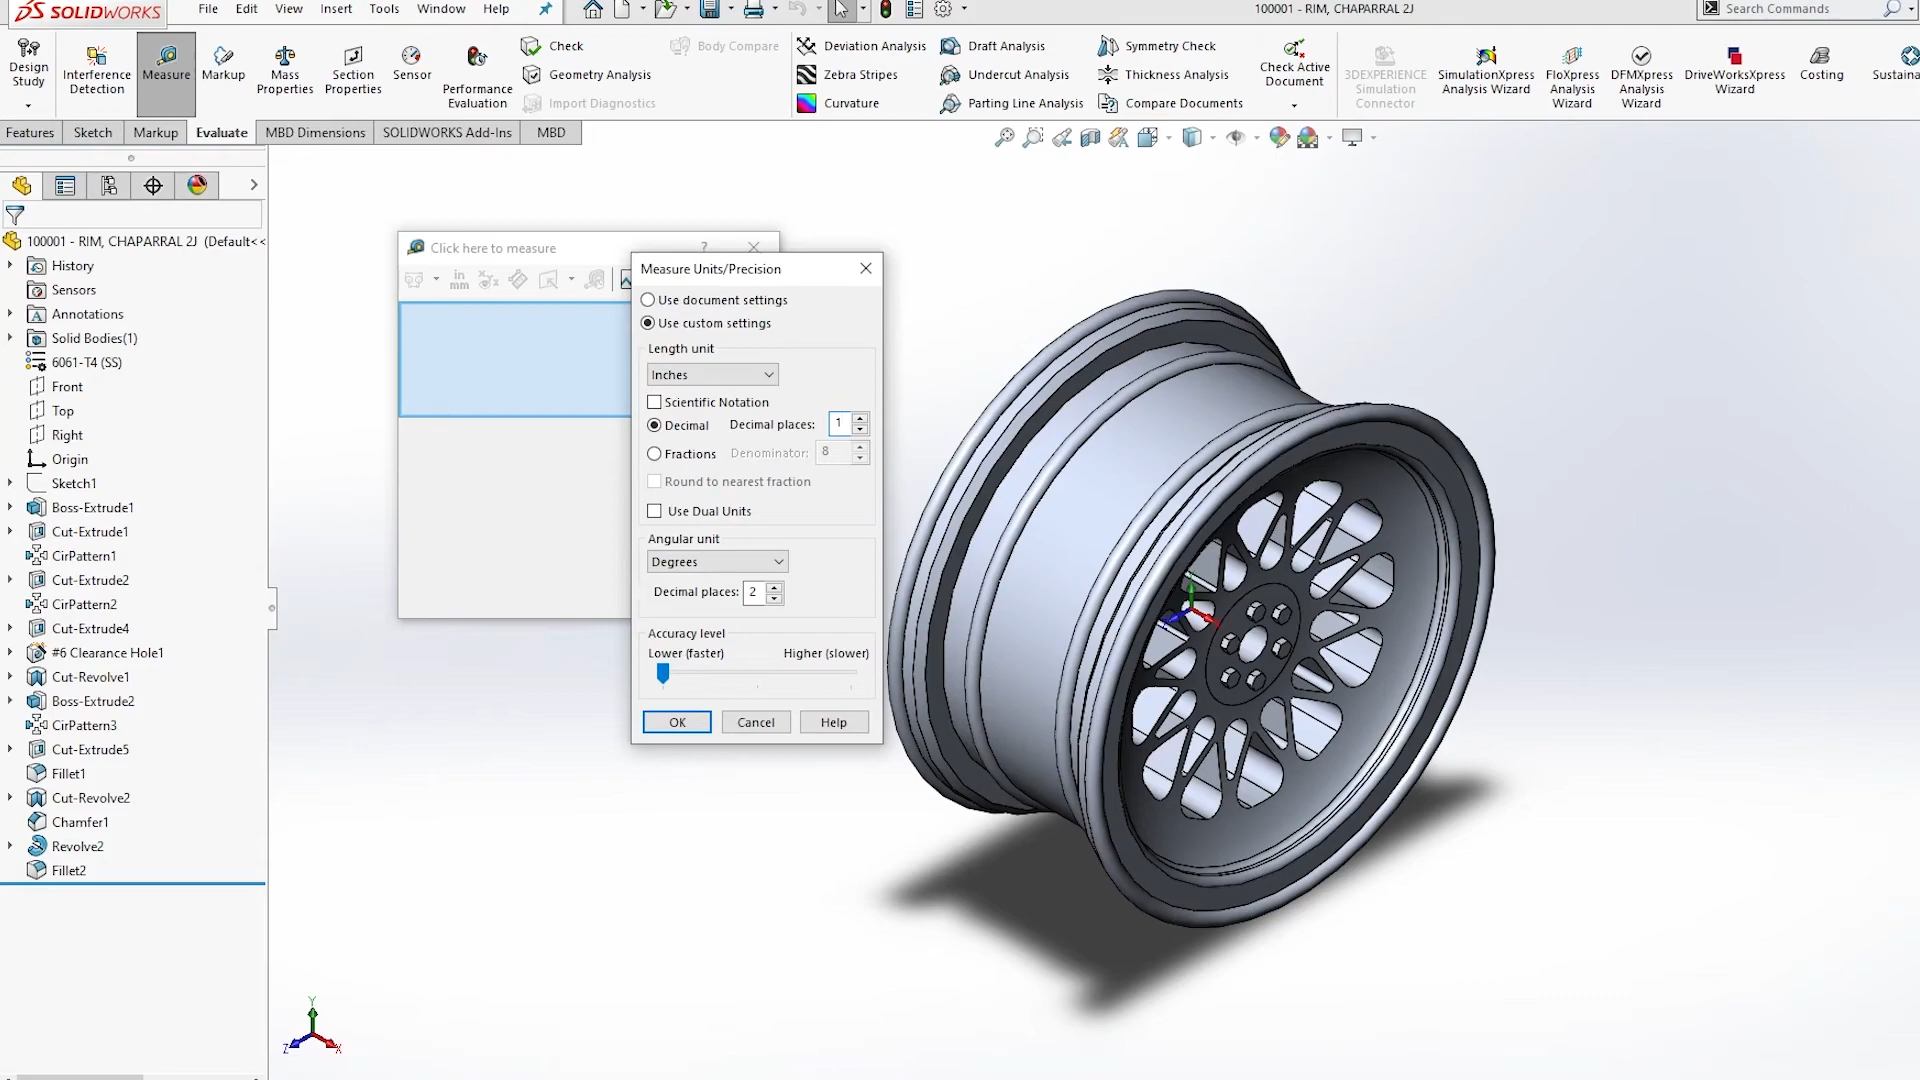 SOLIDWORKS
File Edit View Insert Tools Window Help
100001 - RIM, CHAPARRAL 2J
Search Commands
Design Study
Interference Detection
Measure
Markup
Mass Properties
Section Properties
Sensor
Performance Evaluation
Check
Geometry Analysis
Import Diagnostics
Body Compare
Deviation Analysis
Zebra Stripes
Curvature
Draft Analysis
Undercut Analysis
Parting Line Analysis
Symmetry Check
Thickness Analysis
Compare Documents
Check Active Document
3DEXPERIENCE Simulation Connector
SimulationXpress Analysis Wizard
FloXpress Analysis Wizard
DFMXpress Analysis Wizard
DriveWorksXpress Wizard
Costing
Sustaina
Features Sketch Markup Evaluate MBD Dimensions SOLIDWORKS Add-Ins MBD
100001 - RIM, CHAPARRAL 2J (Default<<
History
Sensors
Annotations
Solid Bodies(1)
6061-T4 (SS)
Front
Top
Right
Origin
Sketch1
Boss-Extrude1
Cut-Extrude1
CirPattern1
Cut-Extrude2
CirPattern2
Cut-Extrude4
#6 Clearance Hole1
Cut-Revolve1
Boss-Extrude2
CirPattern3
Cut-Extrude5
Fillet1
Cut-Revolve2
Chamfer1
Revolve2
Fillet2
Click here to measure ?
in
mm
Measure Units/Precision
Use document settings
Use custom settings
Length unit
Inches
Scientific Notation
Decimal Decimal places: 1
Fractions Denominator: 8
Round to nearest fraction
Use Dual Units
Angular unit
Degrees
Decimal places: 2
Accuracy level
Lower (faster) Higher (slower)
OK Cancel Help
Y
Z X